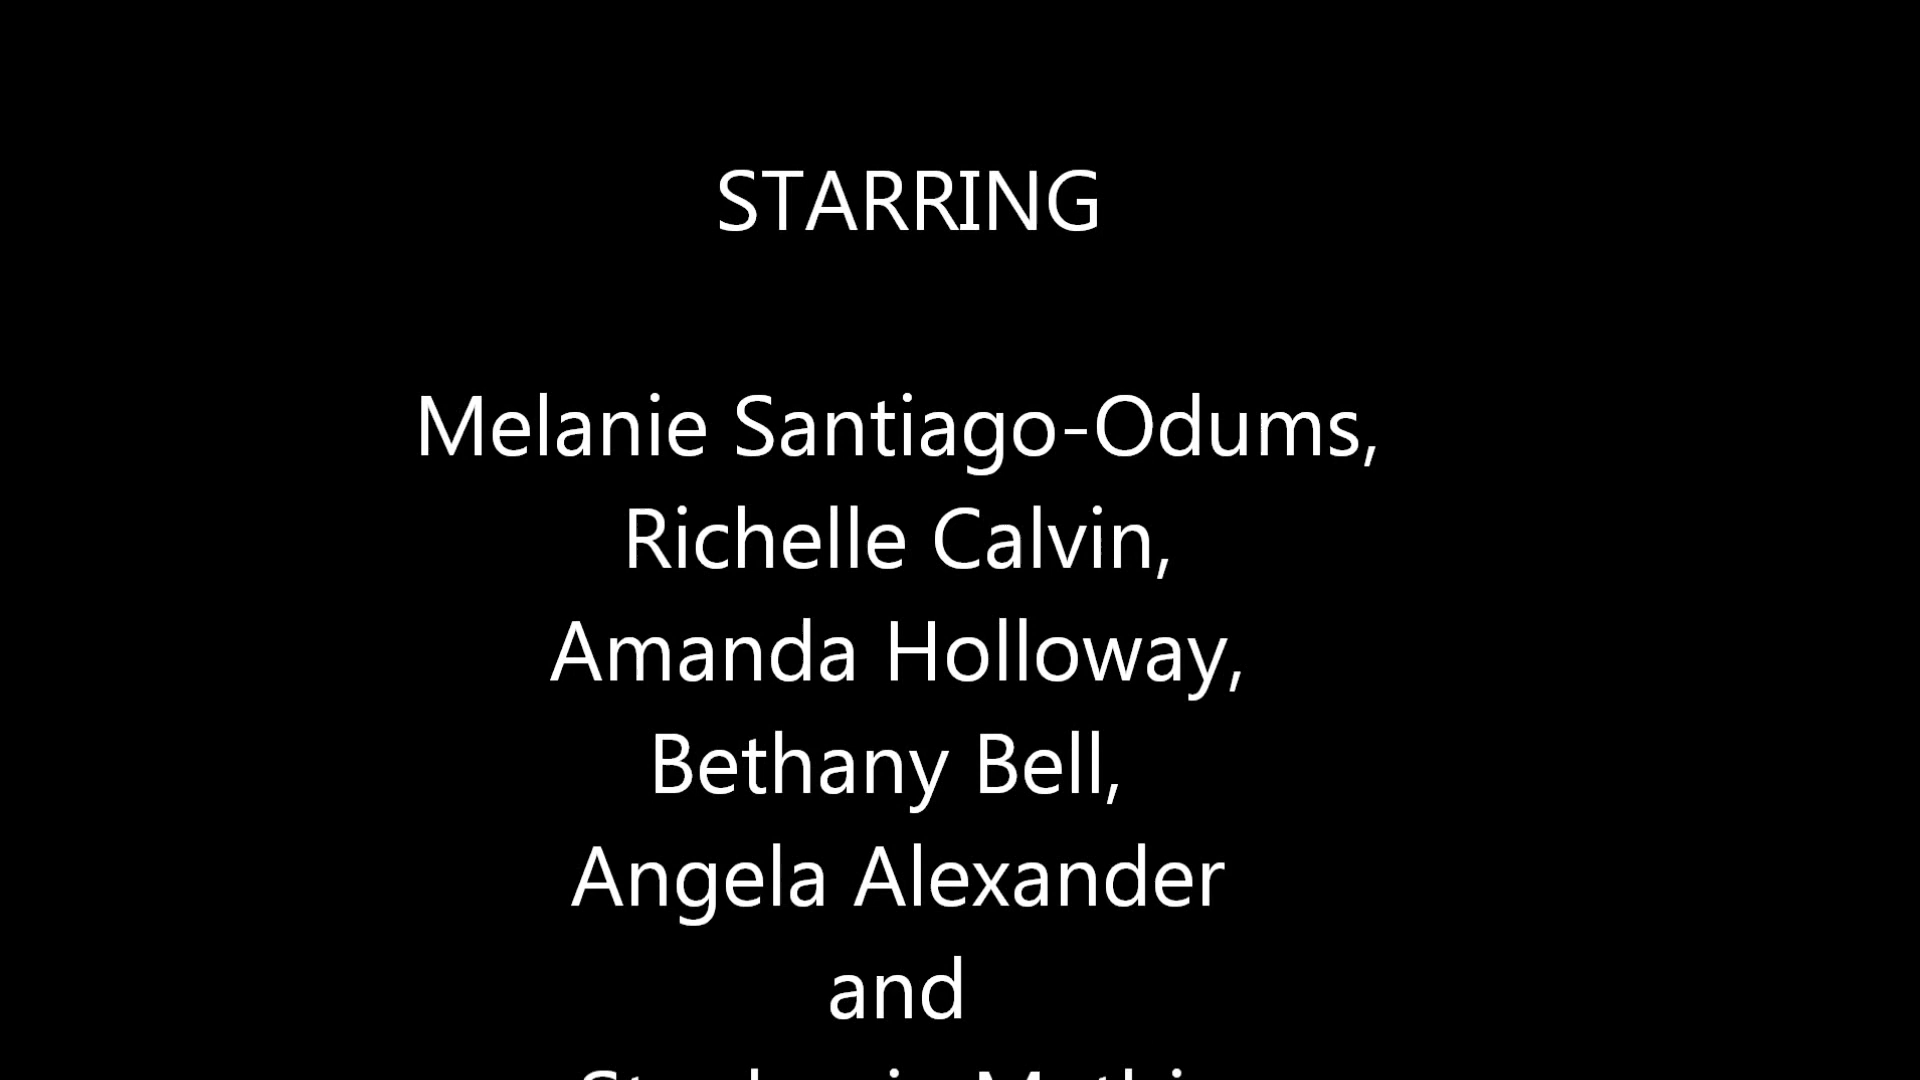 STARRING
Melanie Santiago-Odums,
Richelle Calvin,
Amanda Holloway,
Bethany Bell,
Angela Alexander
and